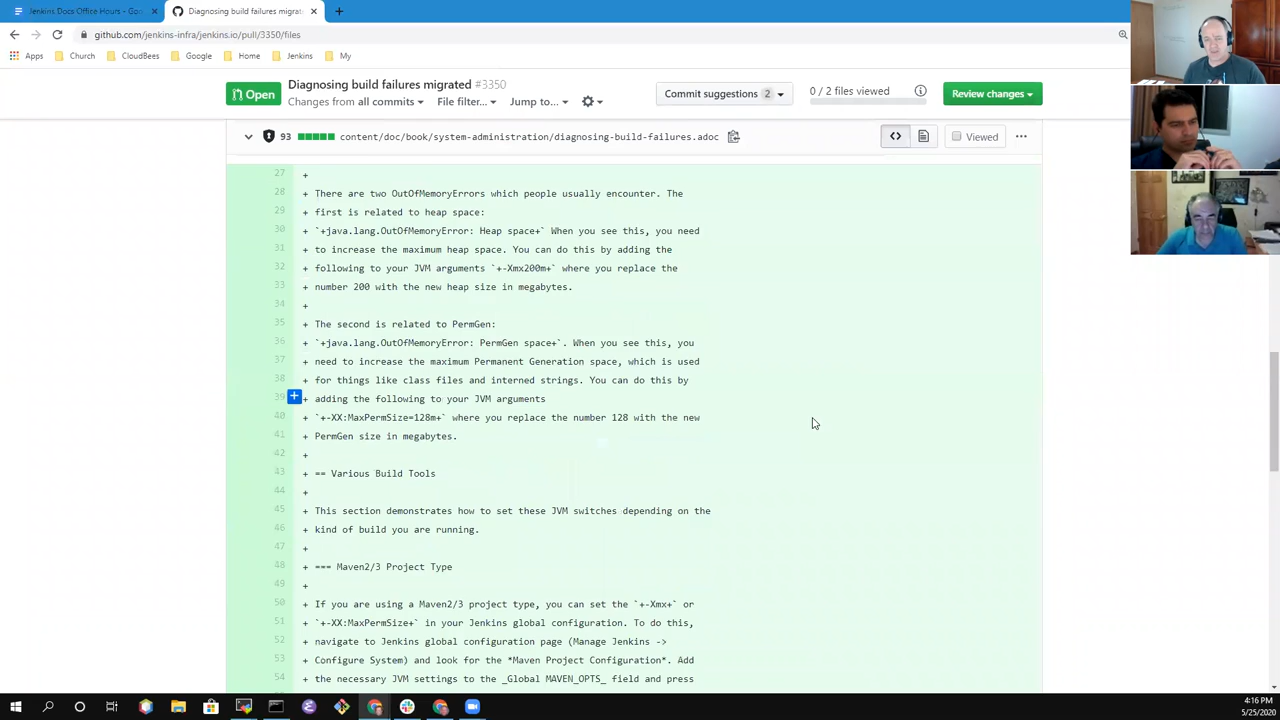 Jenkins Docs Office Hours - Goo
Diagnosing build failures migrat
github.com/jenkins-infra/jenkins.io/pull/3350/files
Apps
Church
CloudBees
Google
Home
Jenkins
My
Open
Diagnosing build failures migrated #3350
Changes from all commits
File filter...
Jump to...
Commit suggestions 2
0 / 2 files viewed
Review changes
93
content/doc/book/system-administration/diagnosing-build-failures.adoc
Viewed
27 +
28 + There are two OutOfMemoryErrors which people usually encounter. The
29 + first is related to heap space:
30 + `+java.lang.OutOfMemoryError: Heap space+` When you see this, you need
31 + to increase the maximum heap space. You can do this by adding the
32 + following to your JVM arguments `+-Xmx200m+` where you replace the
33 + number 200 with the new heap size in megabytes.
34 +
35 + The second is related to PermGen:
36 + `+java.lang.OutOfMemoryError: PermGen space+`. When you see this, you
37 + need to increase the maximum Permanent Generation space, which is used
38 + for things like class files and interned strings. You can do this by
39 + adding the following to your JVM arguments
40 + `+-XX:MaxPermSize=128m+` where you replace the number 128 with the new
41 + PermGen size in megabytes.
42 +
43 + == Various Build Tools
44 +
45 + This section demonstrates how to set these JVM switches depending on the
46 + kind of build you are running.
47 +
48 + === Maven2/3 Project Type
49 +
50 + If you are using a Maven2/3 project type, you can set the `+-Xmx+` or
51 + `+-XX:MaxPermSize+` in your Jenkins global configuration. To do this,
52 + navigate to Jenkins global configuration page (Manage Jenkins ->
53 + Configure System) and look for the *Maven Project Configuration*. Add
54 + the necessary JVM settings to the _Global MAVEN_OPTS_ field and press
4:16 PM
5/25/2020